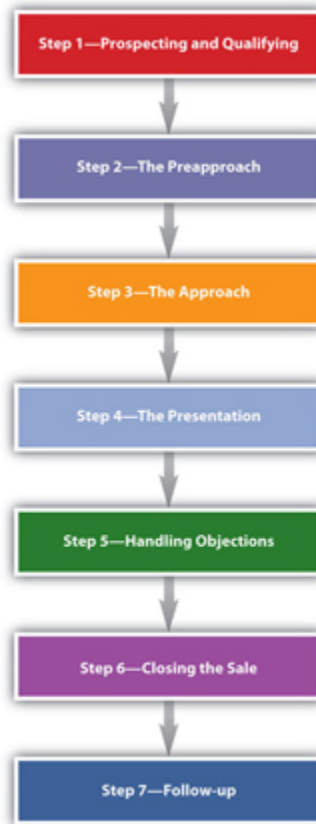 Step 1—Prospecting and Qualifying
Step 2—The Preapproach
Step 3—The Approach
Step 4—The Presentation
Step 5—Handling Objections
Step 6—Closing the Sale
Step 7—Follow-up